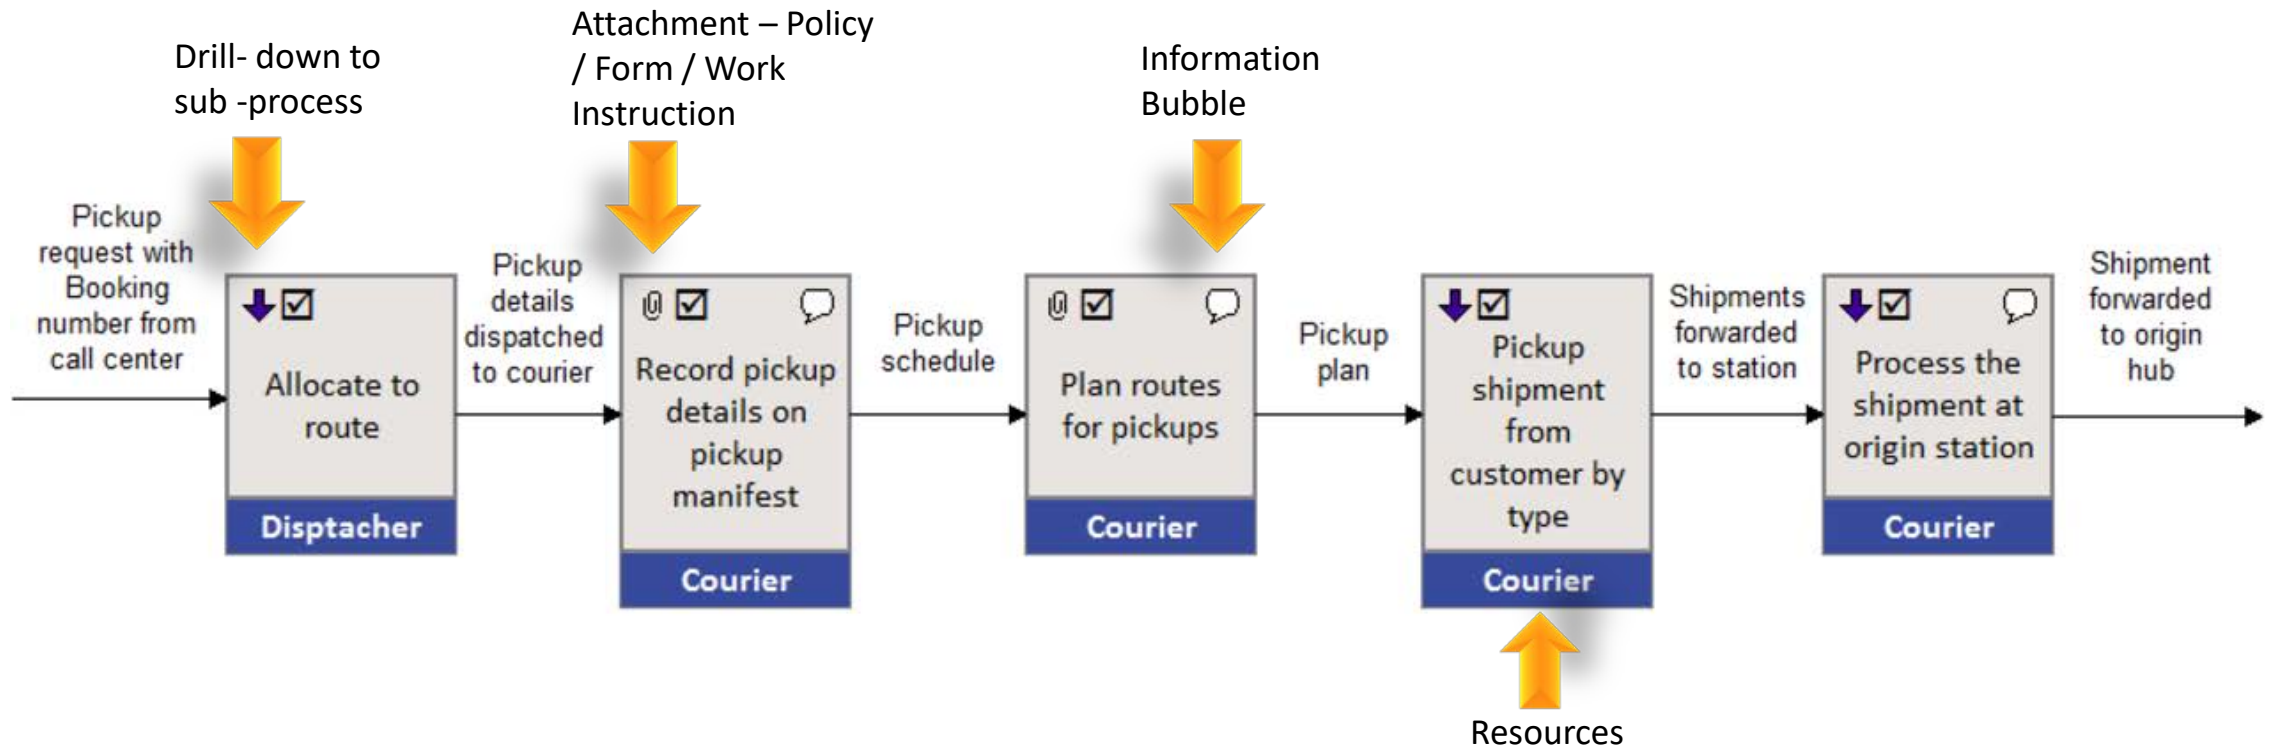 Drill- down to
sub -process
Attachment – Policy
/ Form / Work
Instruction
Information
Bubble
Pickup
request with
Booking
number from
call center
Allocate to
route
Disptacher
Pickup
details
dispatched
to courier
Record pickup
details on
pickup
manifest
Courier
Pickup
schedule
Plan routes
for pickups
Courier
Pickup
plan
Pickup
shipment
from
customer by
type
Courier
Shipments
forwarded
to station
Process the
shipment at
origin station
Courier
Shipment
forwarded
to origin
hub
Resources